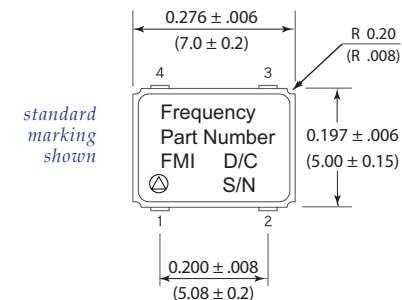 0.276 ± .006
(7.0 ± 0.2)
R 0.20
(R .008)
4
3
standard
marking
shown
Frequency
Part Number
FMI D/C
S/N
0.197 ± .006
(5.00 ± 0.15)
1
2
0.200 ± .008
(5.08 ± 0.2)